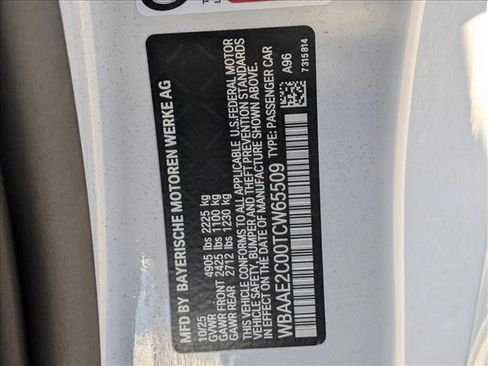 MFD BY BAYERISCHE MOTOREN WERKE AG
10/25
GVWR 4905 lbs 2225 kg
GAWR FRONT 2425 lbs 1100 kg
GAWR REAR 2712 lbs 1230 kg
THIS VEHICLE CONFORMS TO ALL APPLICABLE U.S.FEDERAL MOTOR
VEHICLE SAFETY, BUMPER AND THEFT PREVENTION STANDARDS
IN EFFECT ON THE DATE OF MANUFACTURE SHOWN ABOVE.
WBAAE2C00TCW65509 TYPE: PASSENGER CAR
A96
7315814